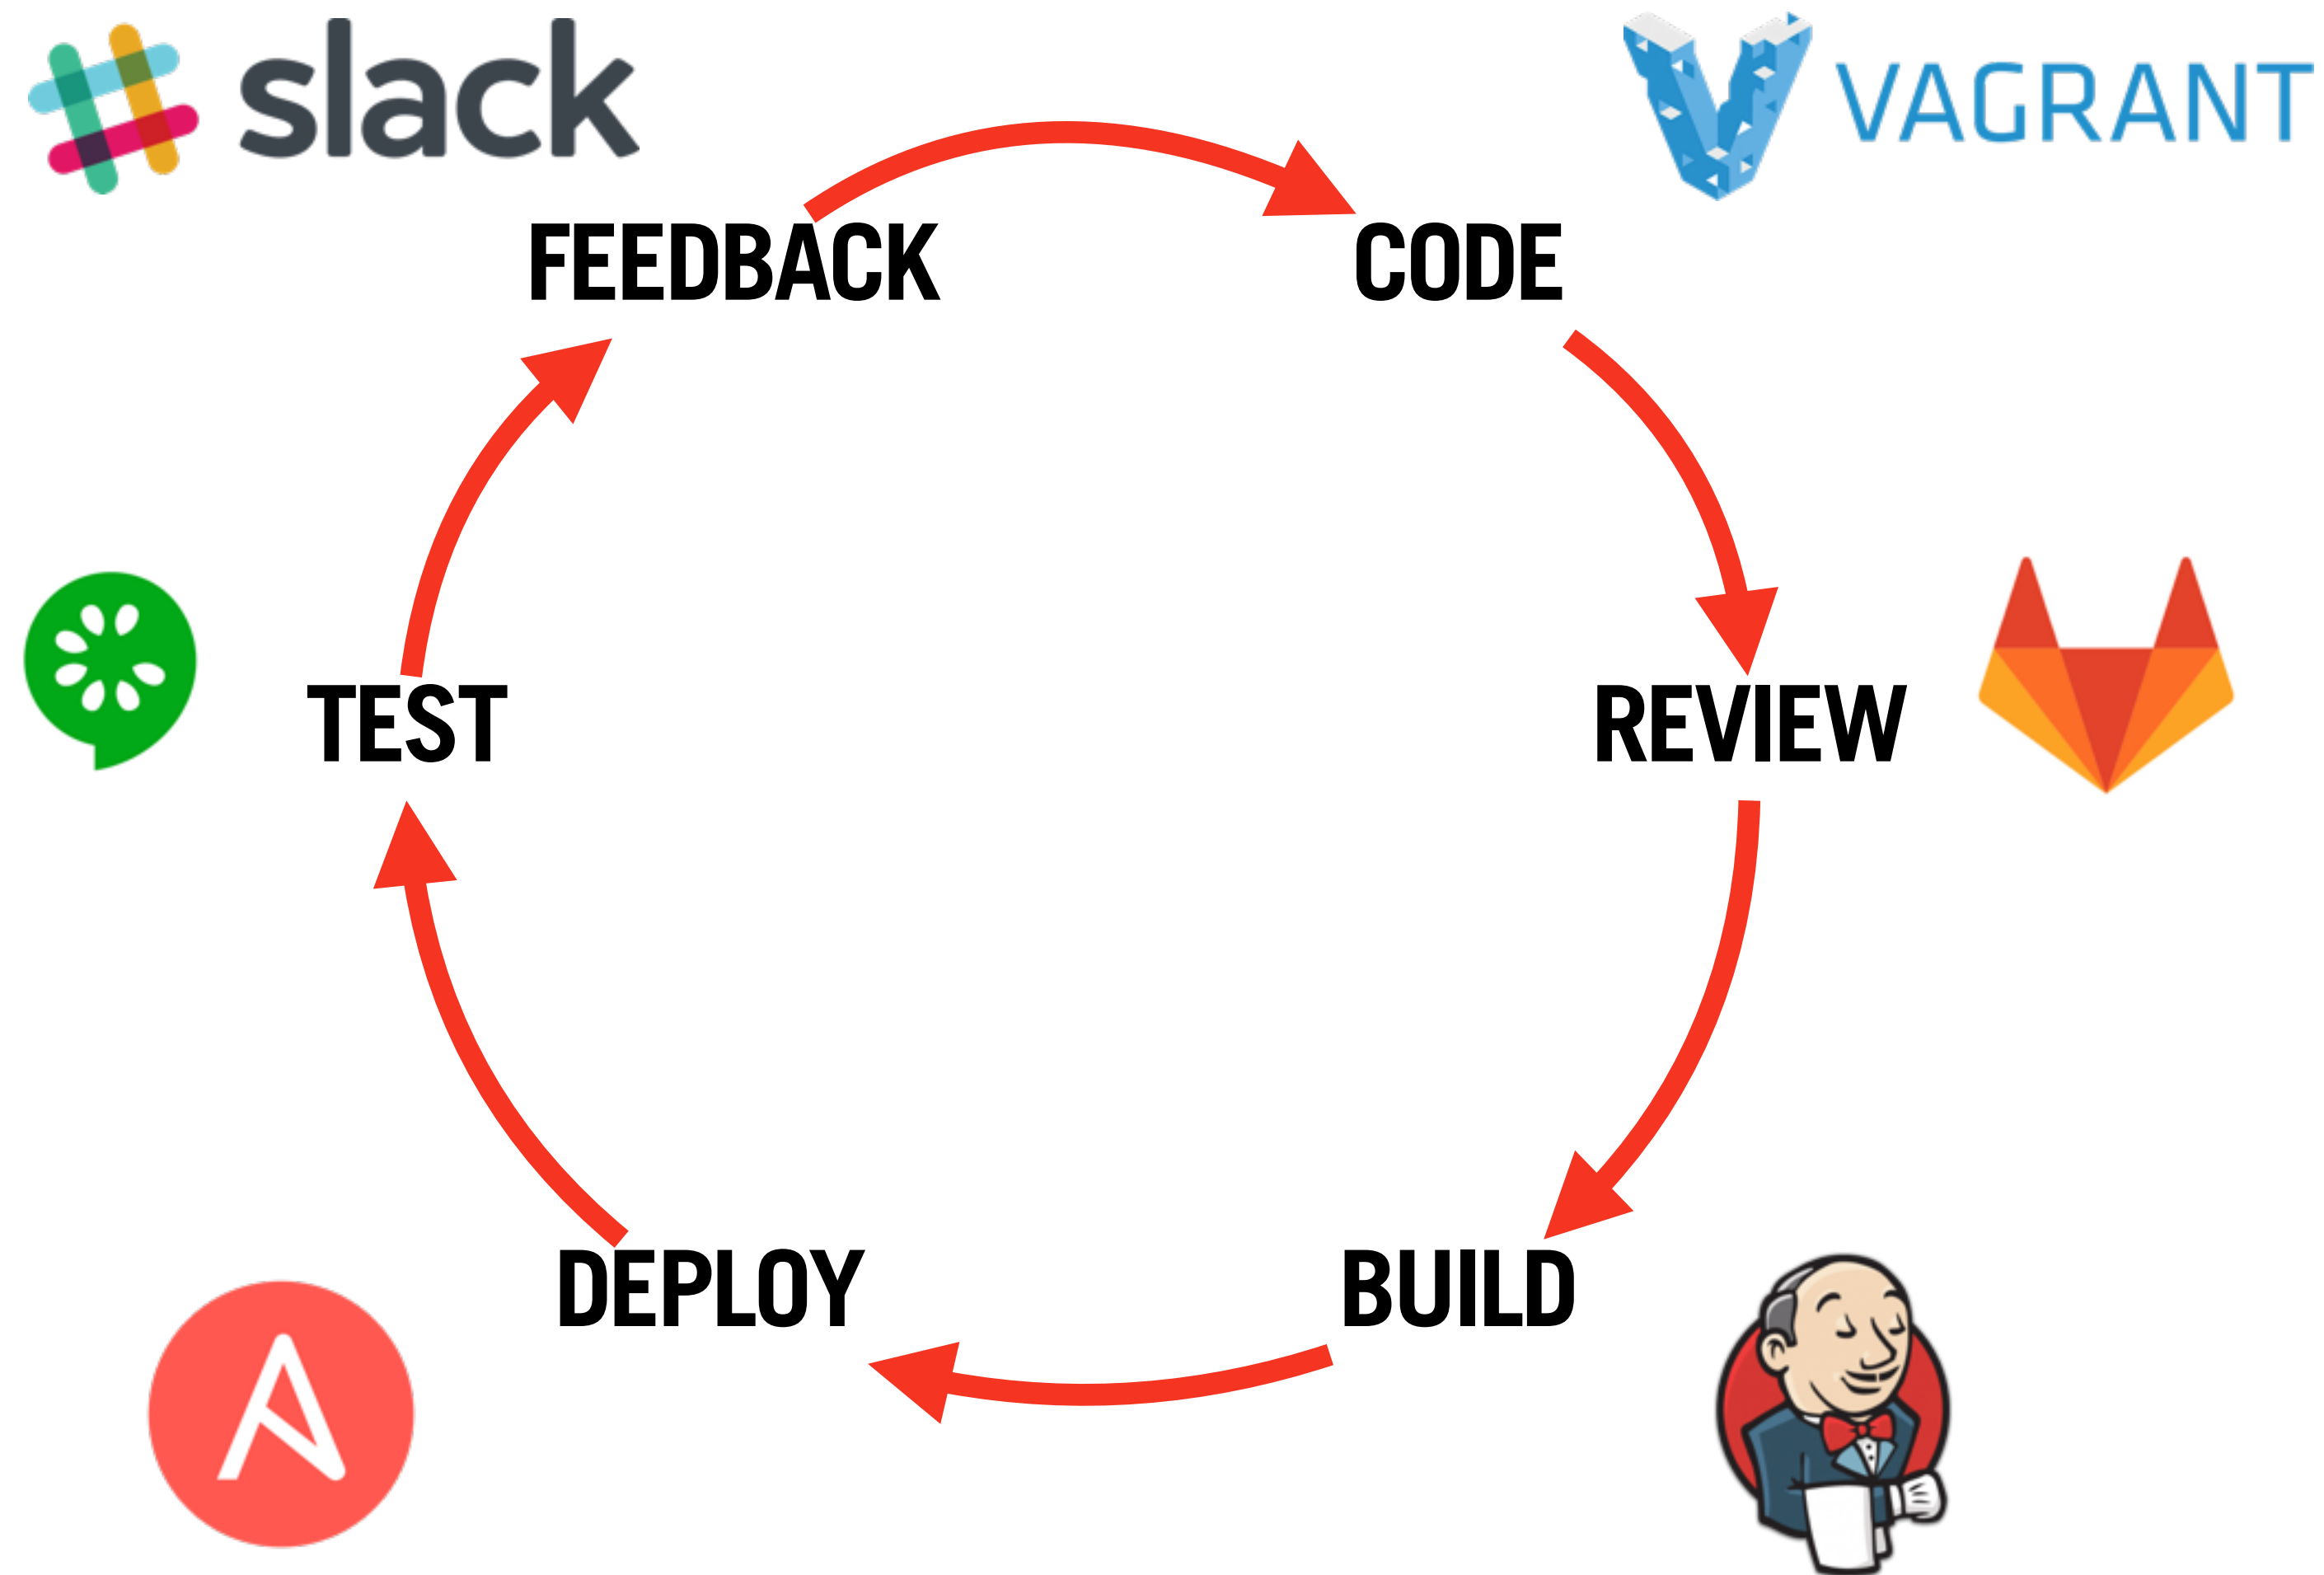 slack
VAGRANT
FEEDBACK
CODE
TEST
REVIEW
DEPLOY
BUILD